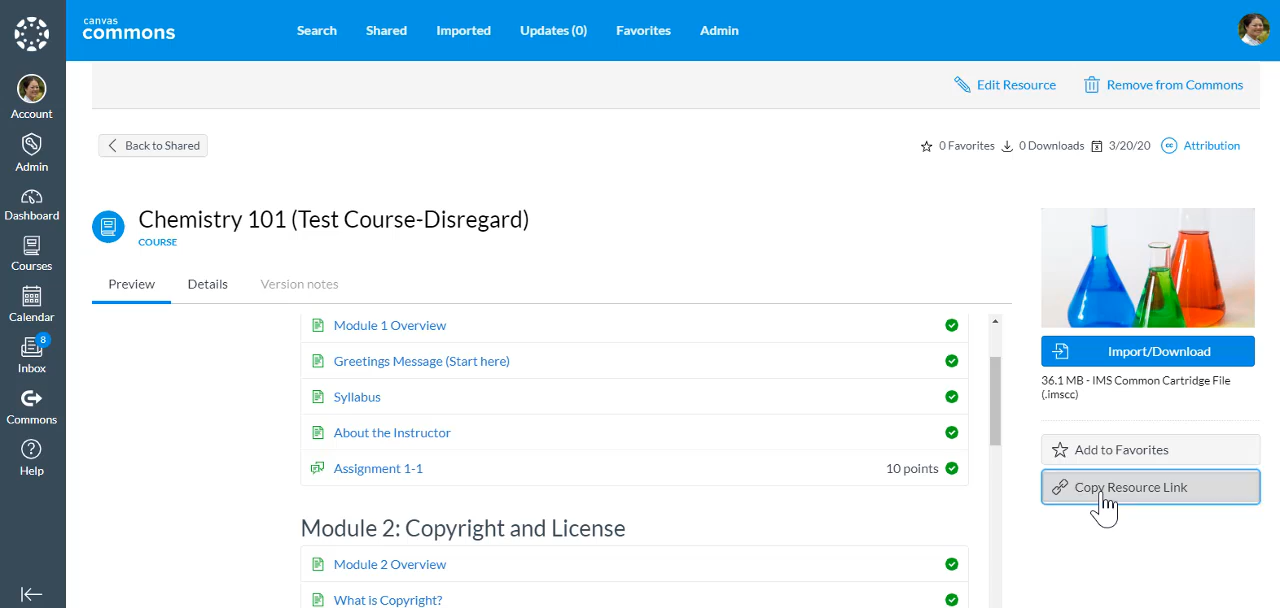 canvas
commons
Search
Shared
Imported
Updates (0)
Favorites
Admin
Account
Admin
Dashboard
Courses
Calendar
8
Inbox
Commons
Help
Edit Resource
Remove from Commons
Back to Shared
0 Favorites
0 Downloads
3/20/20
cc
Attribution
Chemistry 101 (Test Course-Disregard)
COURSE
Preview
Details
Version notes
Module 1 Overview
Greetings Message (Start here)
Syllabus
About the Instructor
Assignment 1-1
10 points
Module 2: Copyright and License
Module 2 Overview
What is Copyright?
Import/Download
36.1 MB - IMS Common Cartridge File
(.imscc)
Add to Favorites
Copy Resource Link